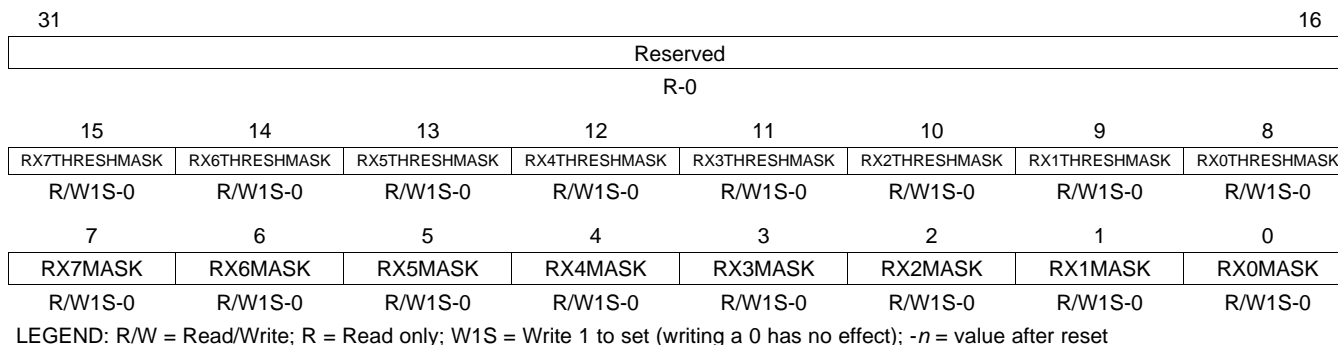 31 16
Reserved
R-0
15 14 13 12 11 10 9 8
RX7THRESHMASK RX6THRESHMASK RX5THRESHMASK RX4THRESHMASK RX3THRESHMASK RX2THRESHMASK RX1THRESHMASK RX0THRESHMASK
R/W1S-0 R/W1S-0 R/W1S-0 R/W1S-0 R/W1S-0 R/W1S-0 R/W1S-0 R/W1S-0
7 6 5 4 3 2 1 0
RX7MASK RX6MASK RX5MASK RX4MASK RX3MASK RX2MASK RX1MASK RX0MASK
R/W1S-0 R/W1S-0 R/W1S-0 R/W1S-0 R/W1S-0 R/W1S-0 R/W1S-0 R/W1S-0
LEGEND: R/W = Read/Write; R = Read only; W1S = Write 1 to set (writing a 0 has no effect); -n = value after reset